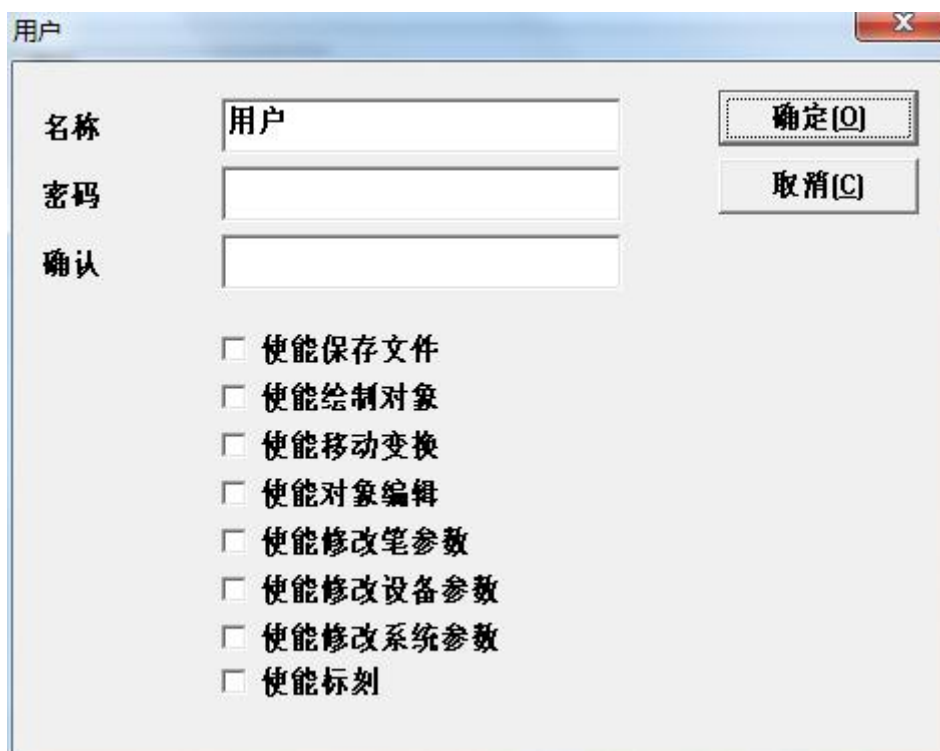 用户
名称
用户
确定(O)
密码
取消(C)
确认
使能保存文件
使能绘制对象
使能移动变换
使能对象编辑
使能修改笔参数
使能修改设备参数
使能修改系统参数
使能标刻